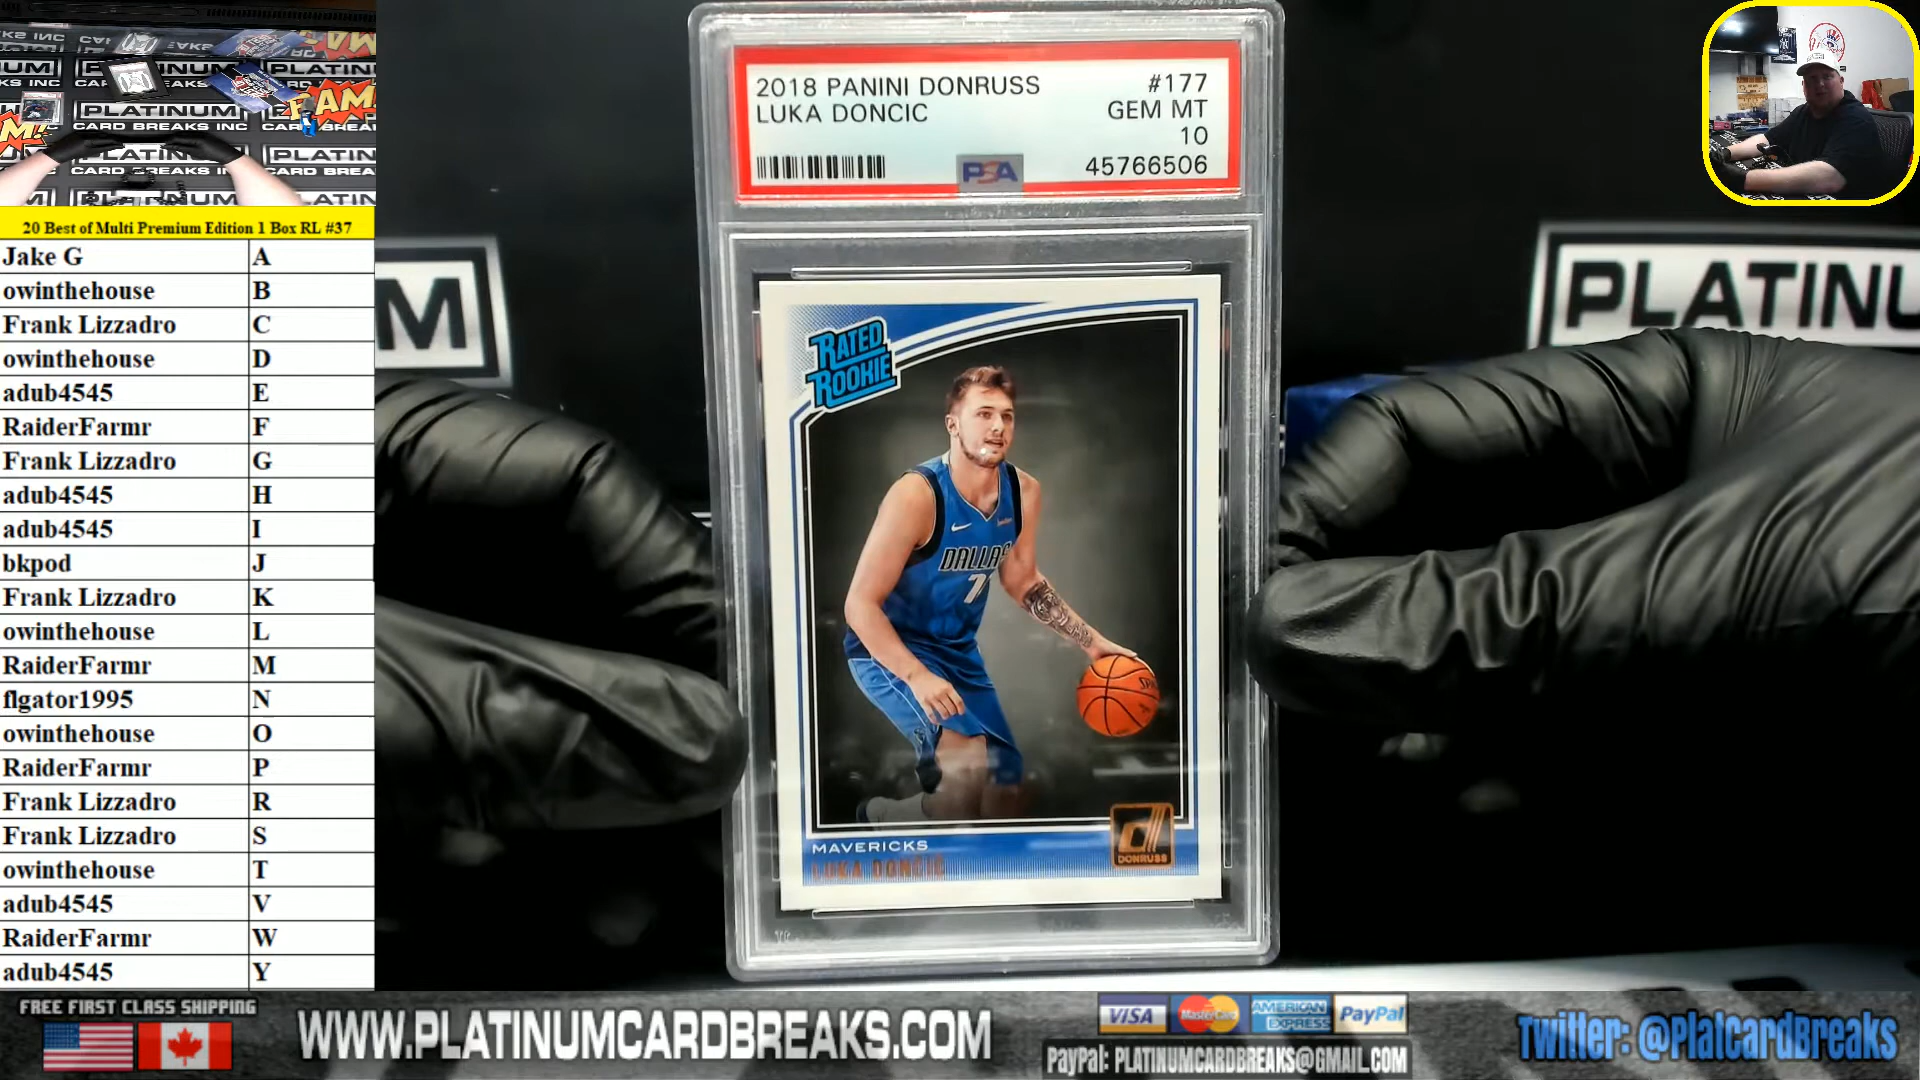 PLATINUM
CARD BREAKS INC
20 Best of Multi Premium Edition 1 Box RL #37
Jake G A
owinthehouse B
Frank Lizzadro C
owinthehouse D
adub4545 E
RaiderFarmr F
Frank Lizzadro G
adub4545 H
adub4545 I
bkpod J
Frank Lizzadro K
owinthehouse L
RaiderFarmr M
flgator1995 N
owinthehouse O
RaiderFarmr P
Frank Lizzadro R
Frank Lizzadro S
owinthehouse T
adub4545 V
RaiderFarmr W
adub4545 Y
2018 PANINI DONRUSS #177
LUKA DONCIC GEM MT
10
PSA 45766506
M
PLATINU
RATED
ROOKIE
DALLAS
MAVERICKS
LUKA DONCIC
DONRUSS
FREE FIRST CLASS SHIPPING
WWW.PLATINUMCARDBREAKS.COM
VISA MasterCard AMERICAN EXPRESS PayPal
PAYPAL: PLATINUMCARDBREAKS@GMAIL.COM
Twitter: @PlatCardBreaks